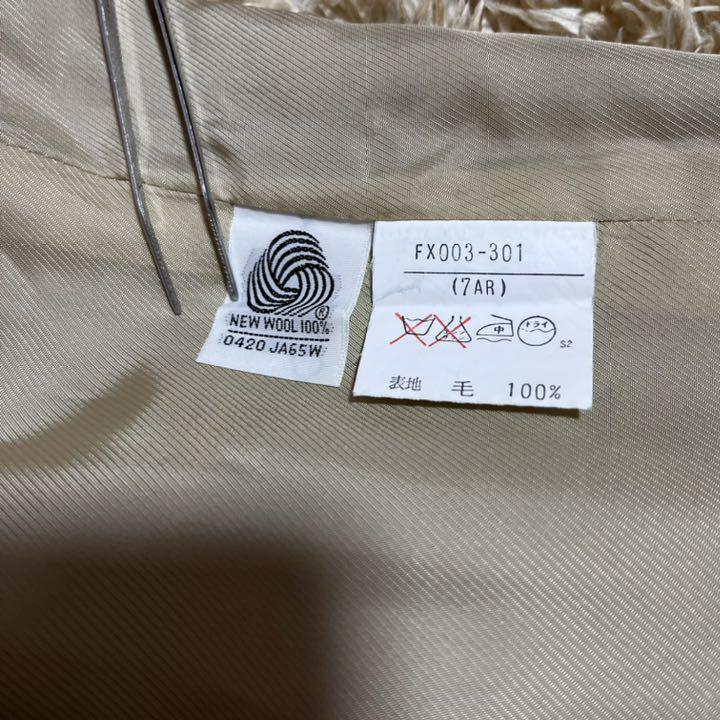 ®
NEW WOOL 100%
0420 JA65W
FX003-301
(7AR)
中 ドライ
S2
表地 毛 100%